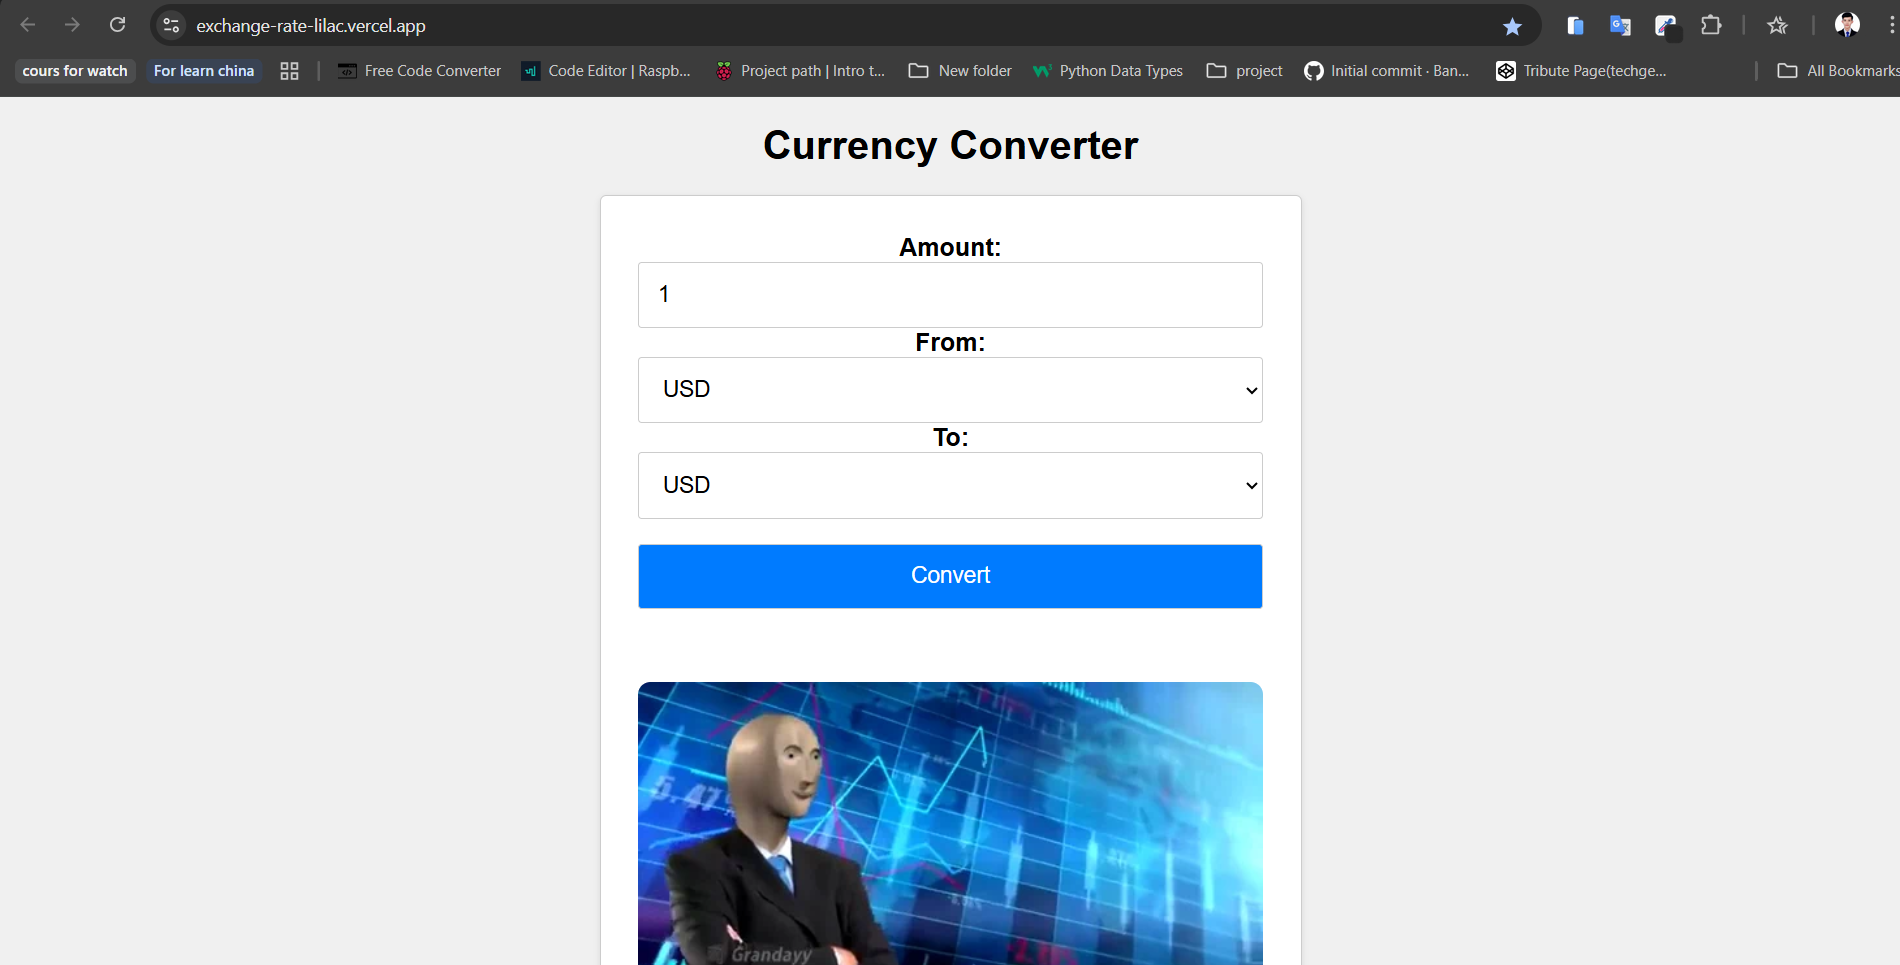 exchange-rate-lilac.vercel.app
cours for watch For learn china Free Code Converter Code Editor | Raspb... Project path | Intro t... New folder Python Data Types project Initial commit · Ban... Tribute Page(techge... All Bookmarks
Currency Converter
Amount:
1
From:
USD
To:
USD
Convert
5.47
Grandayy